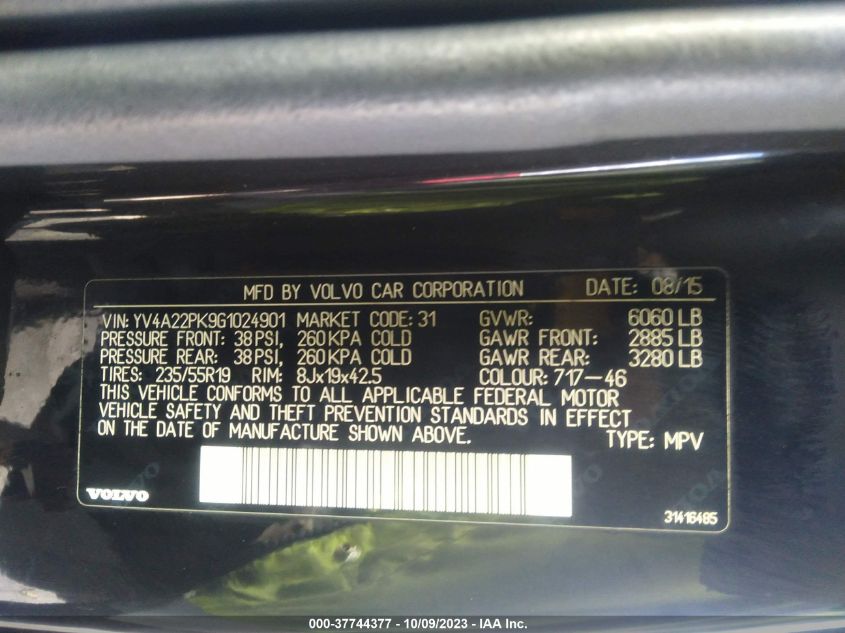 MFD BY VOLVO CAR CORPORATION DATE: 08/15
VIN: YV4A22PK9G1024901 MARKET CODE: 31 GVWR: 6060 LB
PRESSURE FRONT: 38 PSI, 260 KPA COLD GAWR FRONT: 2885 LB
PRESSURE REAR: 38 PSI, 260 KPA COLD GAWR REAR: 3280 LB
TIRES: 235/55R19 RIM: 8Jx19x42.5 COLOUR: 717-46
THIS VEHICLE CONFORMS TO ALL APPLICABLE FEDERAL MOTOR
VEHICLE SAFETY AND THEFT PREVENTION STANDARDS IN EFFECT
ON THE DATE OF MANUFACTURE SHOWN ABOVE.
TYPE: MPV
VOLVO
31416485
000-37744377 - 10/09/2023 - IAA Inc.